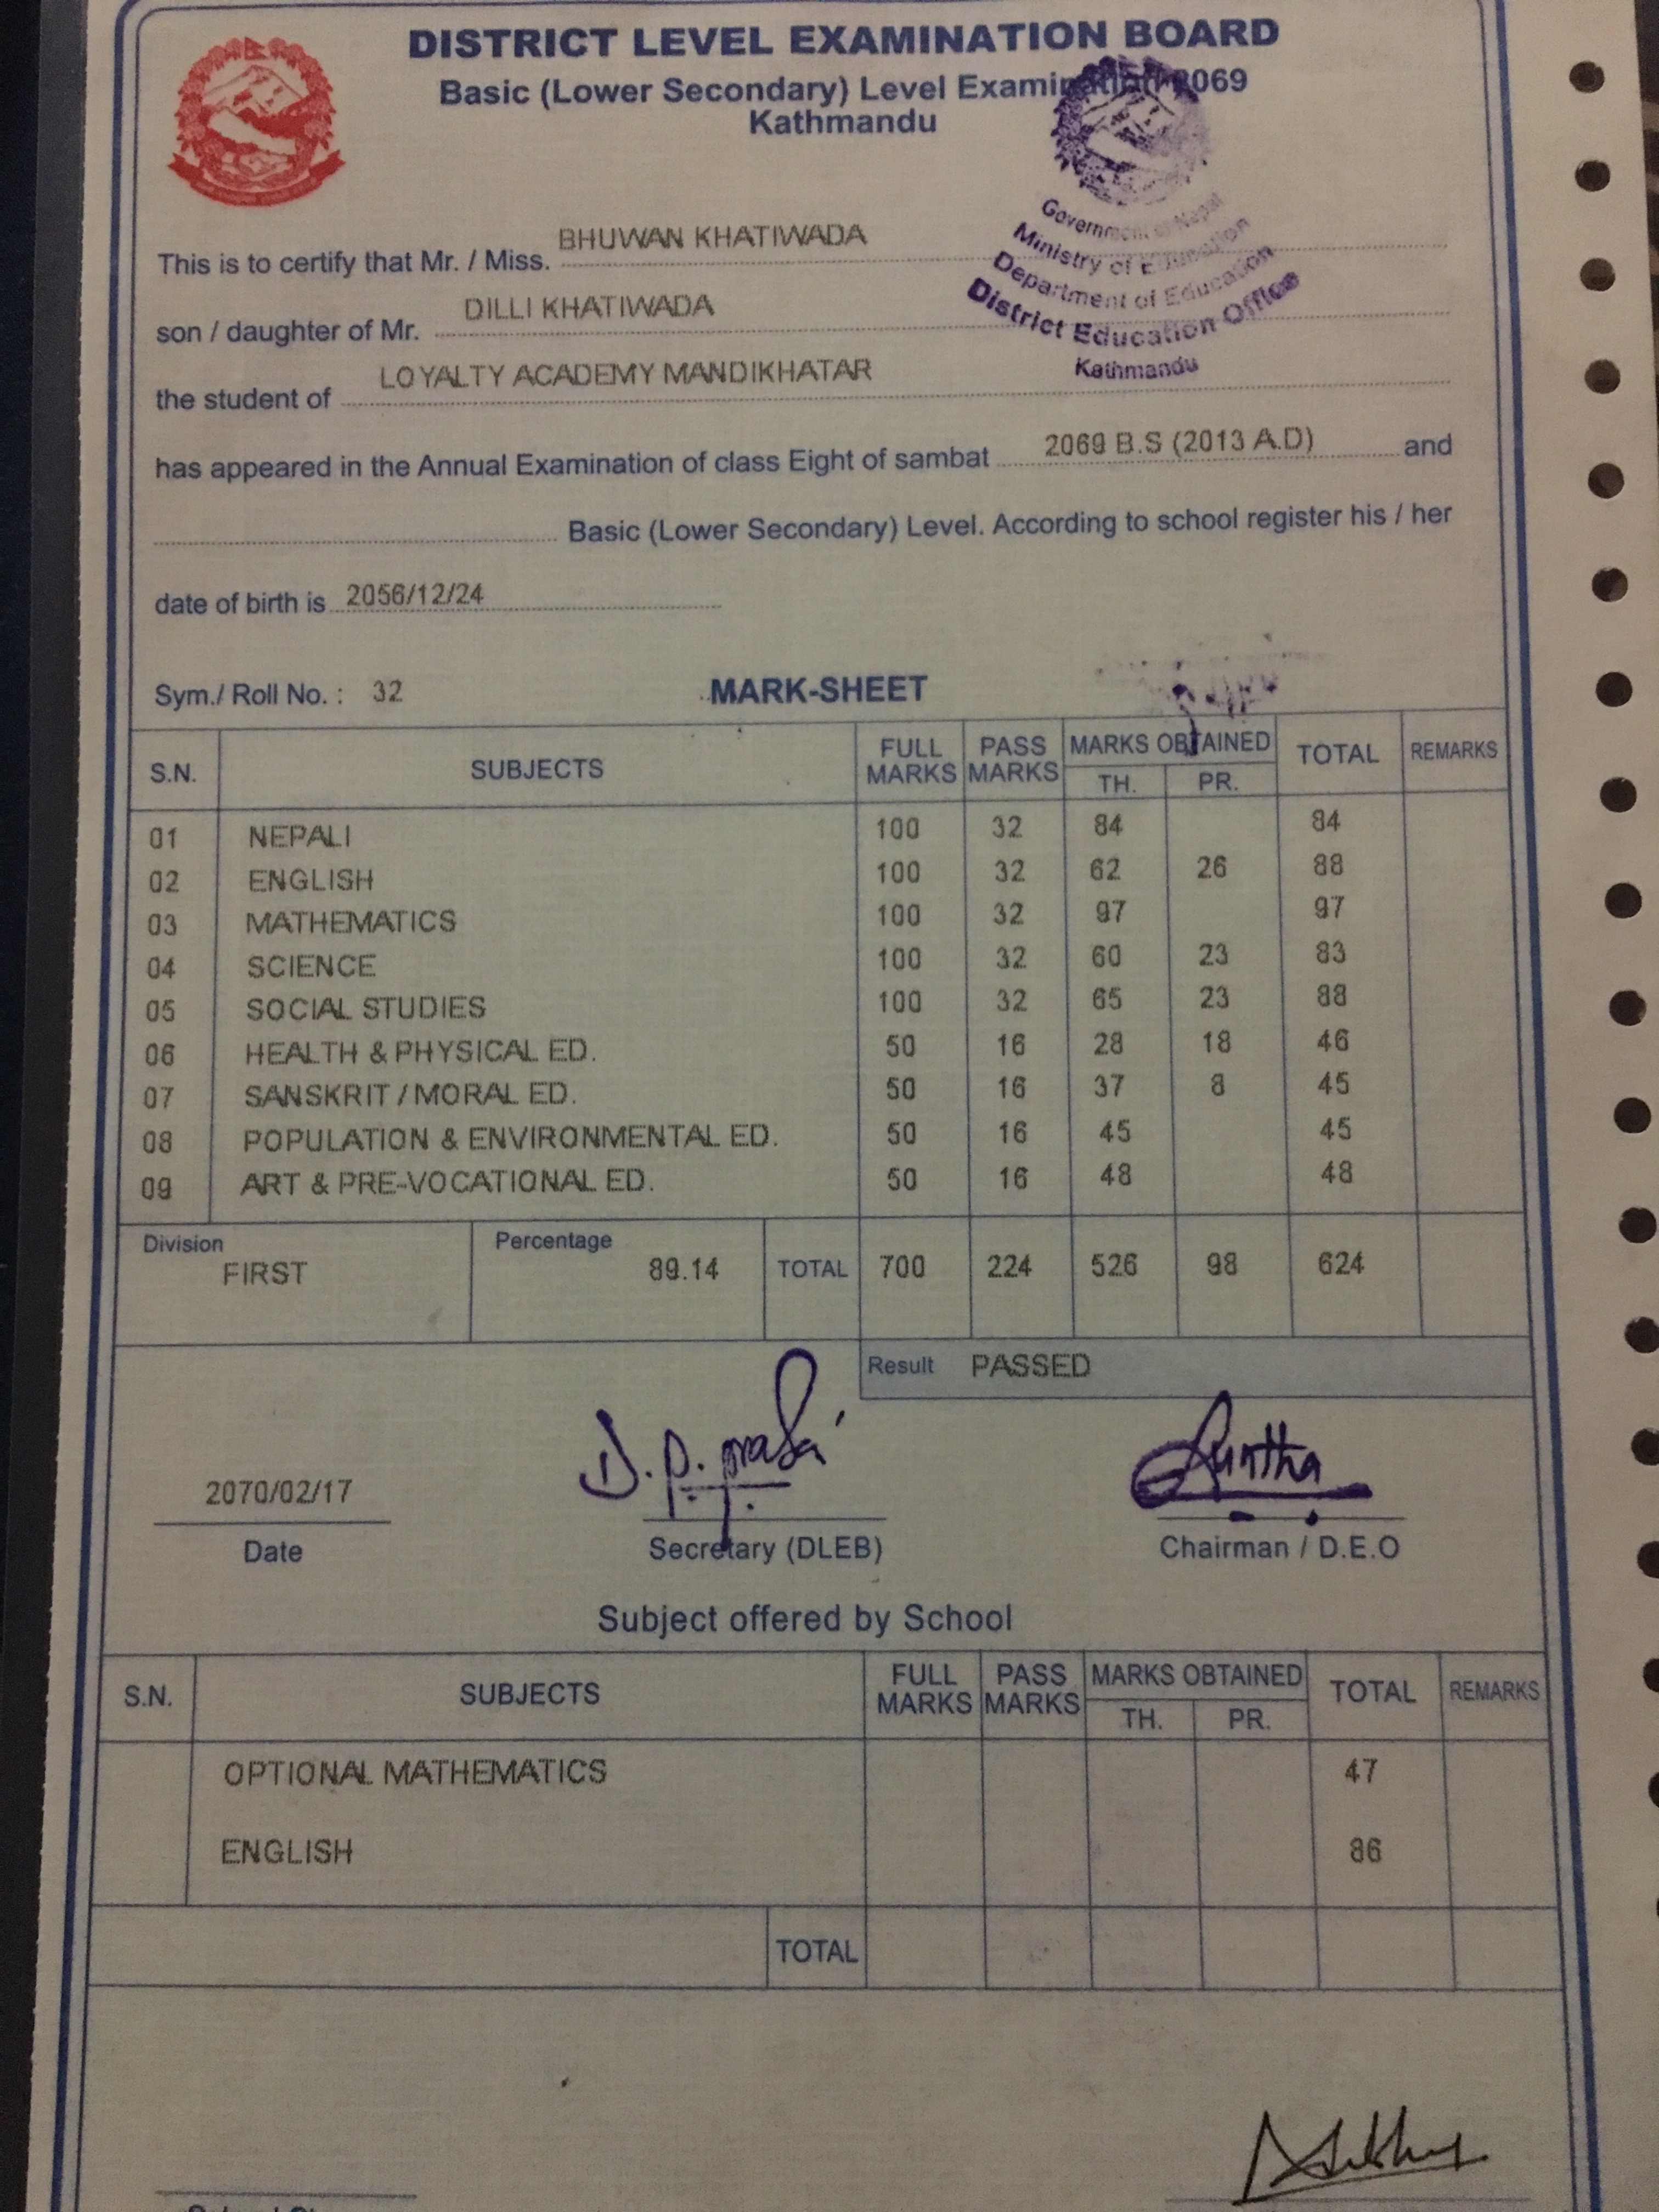 DISTRICT LEVEL EXAMINATION BOARD
Basic (Lower Secondary) Level Examination 2069
Kathmandu
Government of Nepal
Ministry of Education
Department of Education
District Education Office
Kathmandu
This is to certify that Mr. / Miss. BHUWAN KHATIWADA
son / daughter of Mr. DILLI KHATIWADA
the student of LOYALTY ACADEMY MANDIKHATAR
has appeared in the Annual Examination of class Eight of sambat 2069 B.S (2013 A.D) and
Basic (Lower Secondary) Level. According to school register his / her
date of birth is 2056/12/24
Sym./ Roll No. : 32 MARK-SHEET
S.N. SUBJECTS FULL MARKS PASS MARKS MARKS OBTAINED TH. PR. TOTAL REMARKS
01 NEPALI 100 32 84 84
02 ENGLISH 100 32 62 26 88
03 MATHEMATICS 100 32 97 97
04 SCIENCE 100 32 60 23 83
05 SOCIAL STUDIES 100 32 65 23 88
06 HEALTH & PHYSICAL ED. 50 16 28 18 46
07 SANSKRIT / MORAL ED. 50 16 37 8 45
08 POPULATION & ENVIRONMENTAL ED. 50 16 45 45
09 ART & PRE-VOCATIONAL ED. 50 16 48 48
Division FIRST Percentage 89.14 TOTAL 700 224 526 98 624
Result PASSED
2070/02/17
Date Secretary (DLEB) Chairman / D.E.O
Subject offered by School
S.N. SUBJECTS FULL MARKS PASS MARKS MARKS OBTAINED TH. PR. TOTAL REMARKS
OPTIONAL MATHEMATICS 47
ENGLISH 86
TOTAL